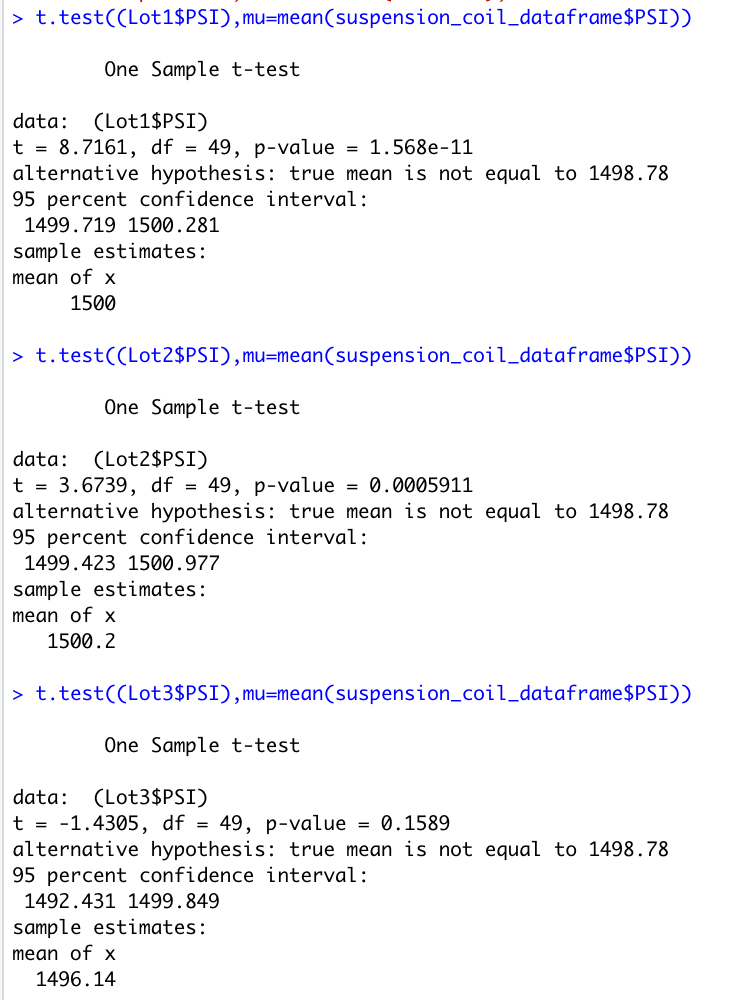 > t.test((Lot1$PSI),mu=mean(suspension_coil_dataframe$PSI))
One Sample t-test
data:  (Lot1$PSI)
t = 8.7161, df = 49, p-value = 1.568e-11
alternative hypothesis: true mean is not equal to 1498.78
95 percent confidence interval:
1499.719 1500.281
sample estimates:
mean of x
1500
> t.test((Lot2$PSI),mu=mean(suspension_coil_dataframe$PSI))
One Sample t-test
data:  (Lot2$PSI)
t = 3.6739, df = 49, p-value = 0.0005911
alternative hypothesis: true mean is not equal to 1498.78
95 percent confidence interval:
1499.423 1500.977
sample estimates:
mean of x
1500.2
> t.test((Lot3$PSI),mu=mean(suspension_coil_dataframe$PSI))
One Sample t-test
data:  (Lot3$PSI)
t = -1.4305, df = 49, p-value = 0.1589
alternative hypothesis: true mean is not equal to 1498.78
95 percent confidence interval:
1492.431 1499.849
sample estimates:
mean of x
1496.14